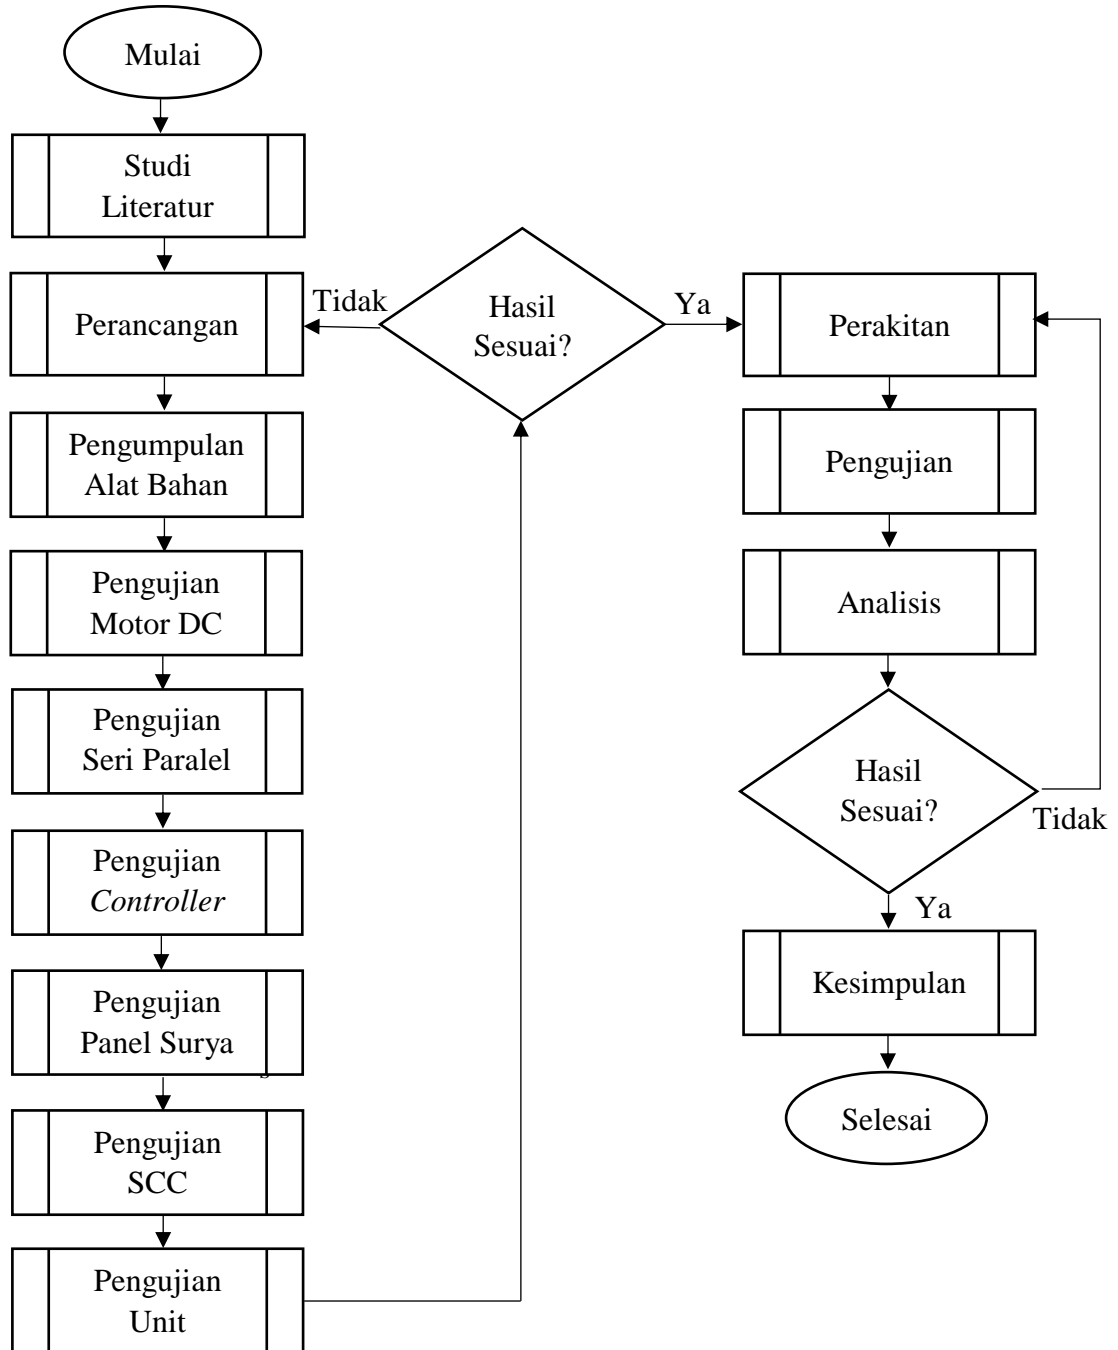 Mulai
Studi
Literatur
Perancangan
Pengumpulan
Alat Bahan
Pengujian
Motor DC
Pengujian
Seri Paralel
Pengujian
Controller
Pengujian
Panel Surya
Pengujian
SCC
Pengujian
Unit
Tidak
Hasil
Sesuai?
Ya
Perakitan
Pengujian
Analisis
Hasil
Sesuai?
Tidak
Ya
Kesimpulan
Selesai